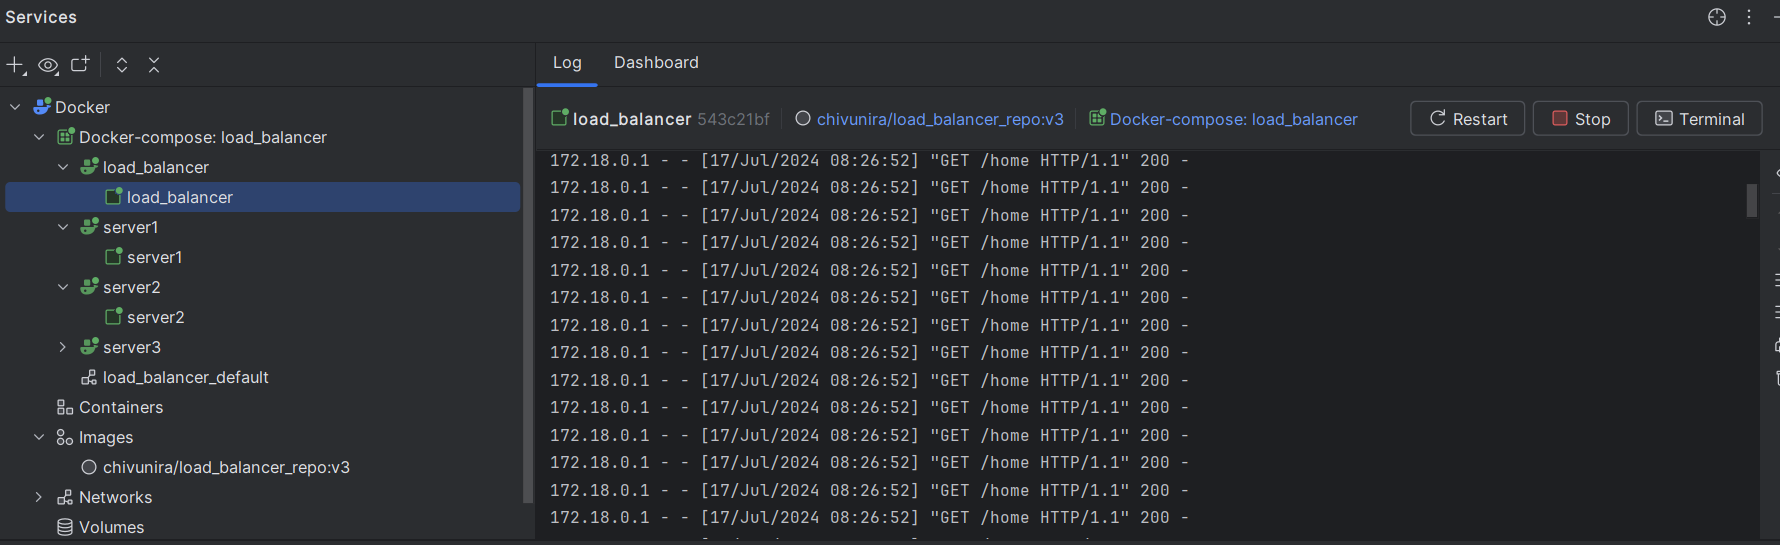 Services
Log Dashboard
Docker
Docker-compose: load_balancer
load_balancer
load_balancer
server1
server1
server2
server2
server3
load_balancer_default
Containers
Images
chivunira/load_balancer_repo:v3
Networks
Volumes
load_balancer 543c21bf chivunira/load_balancer_repo:v3 Docker-compose: load_balancer Restart Stop Terminal
172.18.0.1 - - [17/Jul/2024 08:26:52] "GET /home HTTP/1.1" 200 -
172.18.0.1 - - [17/Jul/2024 08:26:52] "GET /home HTTP/1.1" 200 -
172.18.0.1 - - [17/Jul/2024 08:26:52] "GET /home HTTP/1.1" 200 -
172.18.0.1 - - [17/Jul/2024 08:26:52] "GET /home HTTP/1.1" 200 -
172.18.0.1 - - [17/Jul/2024 08:26:52] "GET /home HTTP/1.1" 200 -
172.18.0.1 - - [17/Jul/2024 08:26:52] "GET /home HTTP/1.1" 200 -
172.18.0.1 - - [17/Jul/2024 08:26:52] "GET /home HTTP/1.1" 200 -
172.18.0.1 - - [17/Jul/2024 08:26:52] "GET /home HTTP/1.1" 200 -
172.18.0.1 - - [17/Jul/2024 08:26:52] "GET /home HTTP/1.1" 200 -
172.18.0.1 - - [17/Jul/2024 08:26:52] "GET /home HTTP/1.1" 200 -
172.18.0.1 - - [17/Jul/2024 08:26:52] "GET /home HTTP/1.1" 200 -
172.18.0.1 - - [17/Jul/2024 08:26:52] "GET /home HTTP/1.1" 200 -
172.18.0.1 - - [17/Jul/2024 08:26:52] "GET /home HTTP/1.1" 200 -
172.18.0.1 - - [17/Jul/2024 08:26:52] "GET /home HTTP/1.1" 200 -